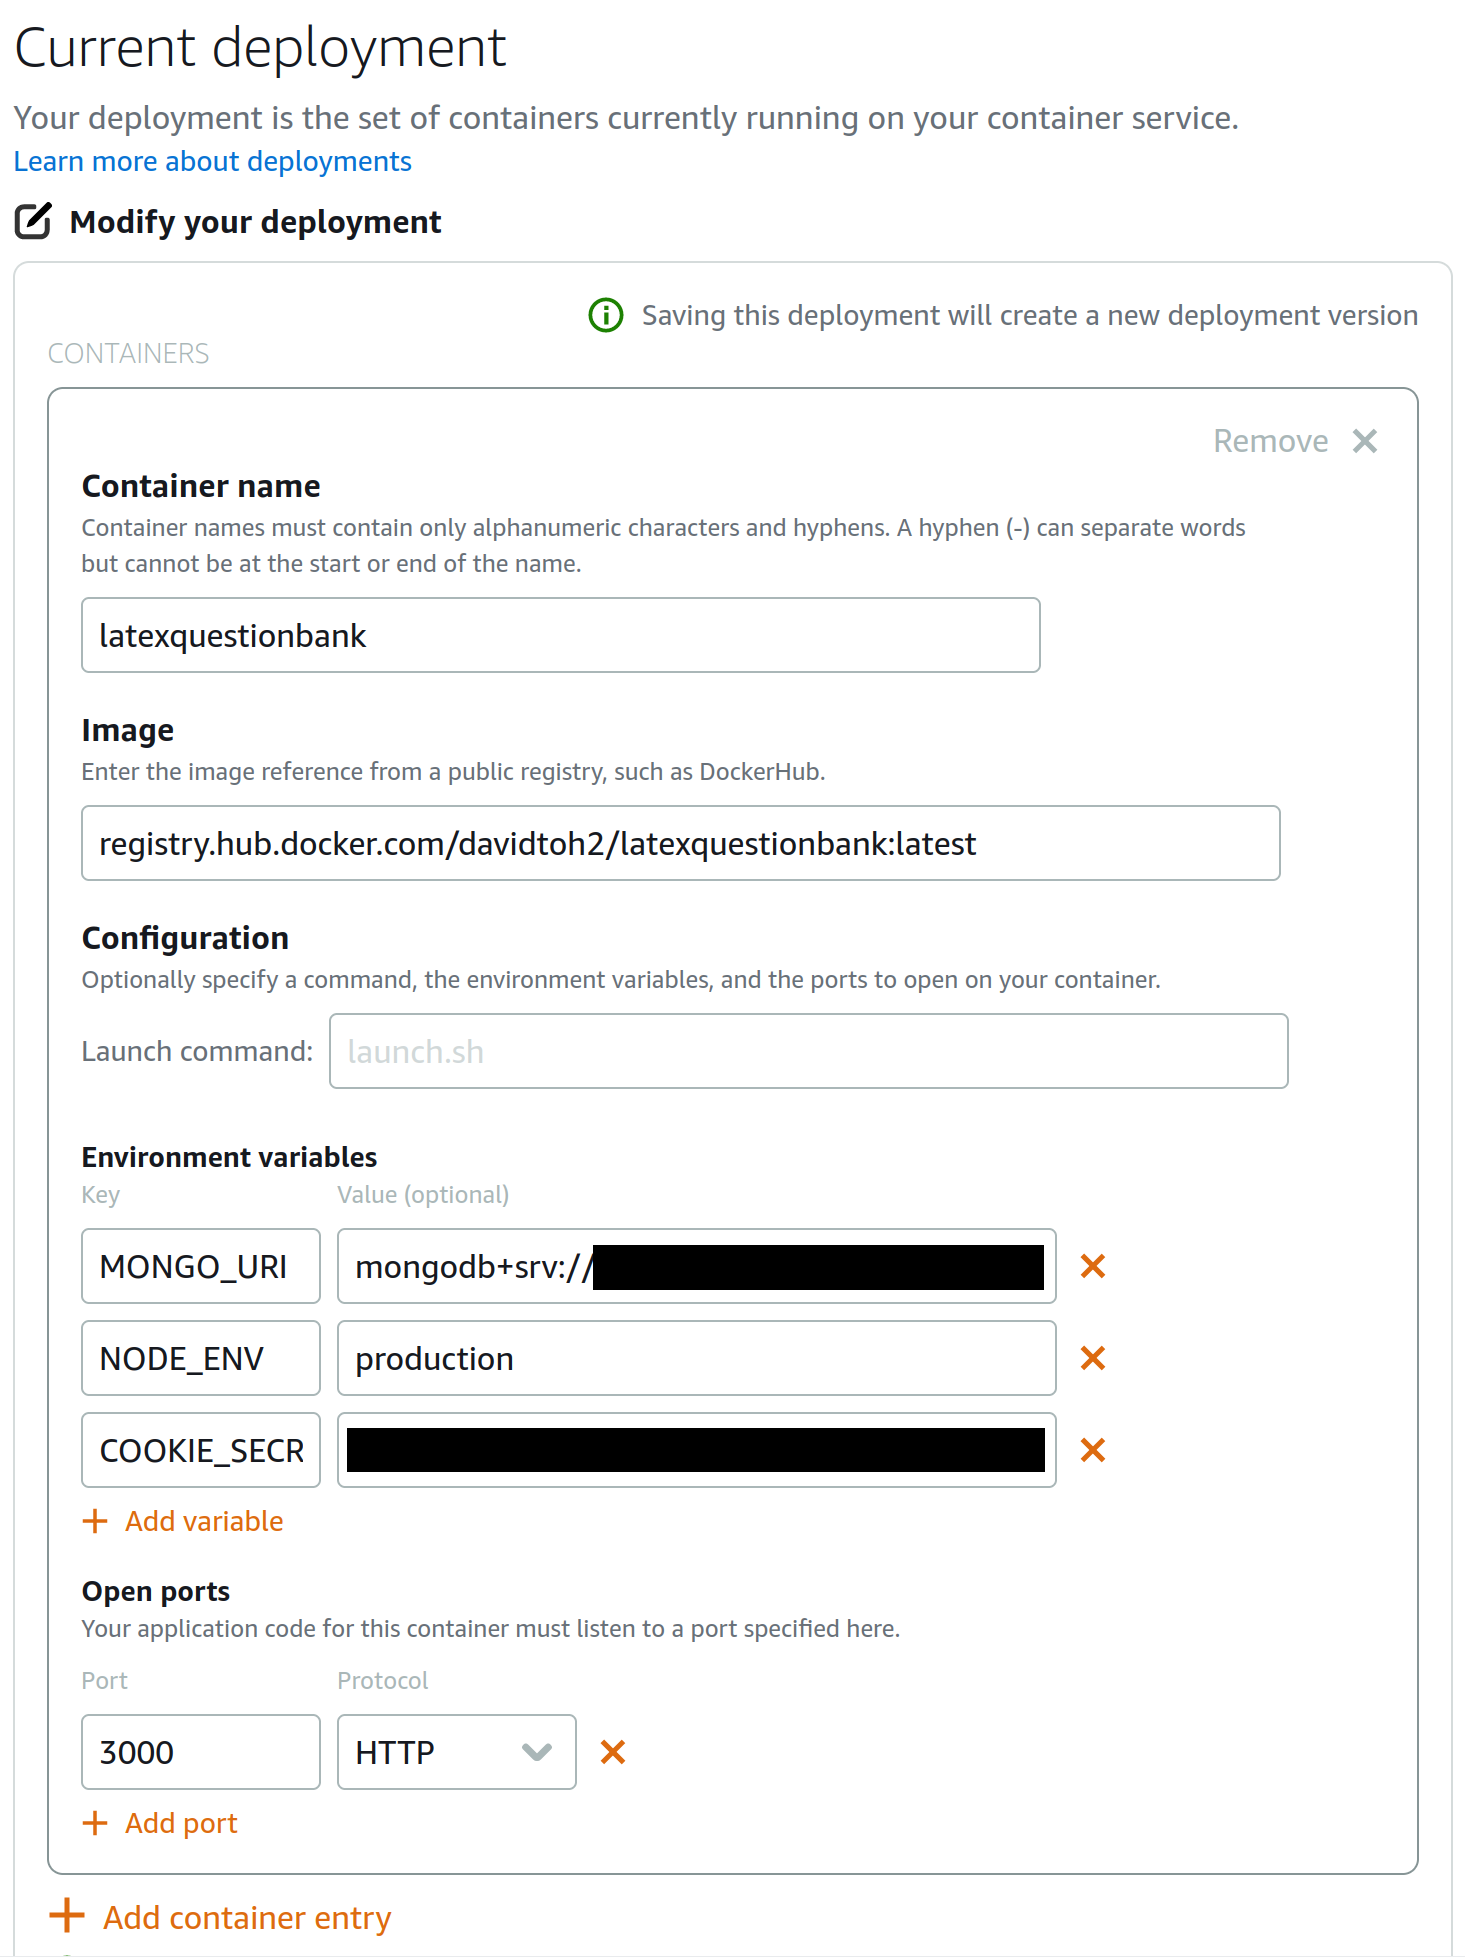 Current deployment
Your deployment is the set of containers currently running on your container service.
Learn more about deployments
Modify your deployment
Saving this deployment will create a new deployment version
CONTAINERS
Remove
Container name
Container names must contain only alphanumeric characters and hyphens. A hyphen (-) can separate words
but cannot be at the start or end of the name.
latexquestionbank
Image
Enter the image reference from a public registry, such as DockerHub.
registry.hub.docker.com/davidtoh2/latexquestionbank:latest
Configuration
Optionally specify a command, the environment variables, and the ports to open on your container.
Launch command: launch.sh
Environment variables
Key Value (optional)
MONGO_URI mongodb+srv://
NODE_ENV production
COOKIE_SECR
Add variable
Open ports
Your application code for this container must listen to a port specified here.
Port Protocol
3000 HTTP
Add port
Add container entry